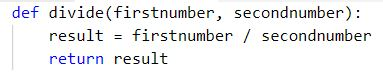 def divide(firstnumber, secondnumber):
    result = firstnumber / secondnumber
    return result